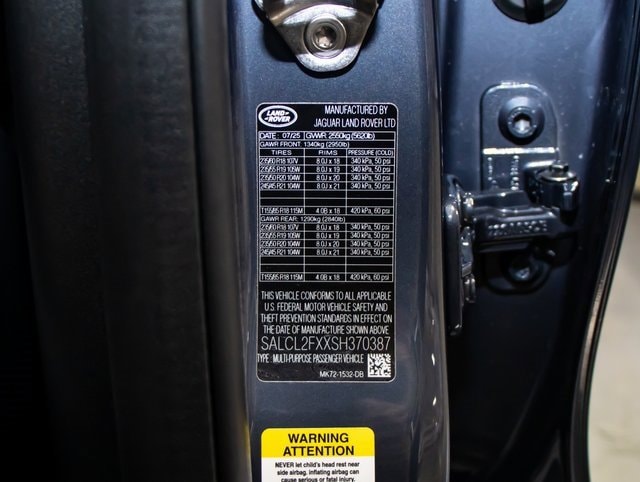 LAND-
ROVER
MANUFACTURED BY
JAGUAR LAND ROVER LTD
DATE 07/25 GVWR 2550kg (5620lb)
GAWR FRONT: 1340kg (2950lb)
TIRES RIMS PRESSURE (COLD)
235/60 R18 107V 8.0J x 18 340 kPa, 50 psi
235/55 R19 105W 8.0J x 19 340 kPa, 50 psi
235/50 R20 104W 8.0J x 20 340 kPa, 50 psi
245/45 R21 104W 8.0J x 21 340 kPa, 50 psi
T155/85 R18 115M 4.0B x 18 420 kPa, 60 psi
GAWR REAR: 1290kg (2840lb)
235/60 R18 107V 8.0J x 18 340 kPa, 50 psi
235/55 R19 105W 8.0J x 19 340 kPa, 50 psi
235/50 R20 104W 8.0J x 20 340 kPa, 50 psi
245/45 R21 104W 8.0J x 21 340 kPa, 50 psi
T155/85 R18 115M 4.0B x 18 420 kPa, 60 psi
THIS VEHICLE CONFORMS TO ALL APPLICABLE
U.S. FEDERAL MOTOR VEHICLE SAFETY AND
THEFT PREVENTION STANDARDS IN EFFECT ON
THE DATE OF MANUFACTURE SHOWN ABOVE
SALCL2FXXSH370387
TYPE : MULTI-PURPOSE PASSENGER VEHICLE
MK72-1532-DB
WARNING
ATTENTION
NEVER let child's head rest near
side airbag. Inflating airbag can
cause serious or fatal injury.